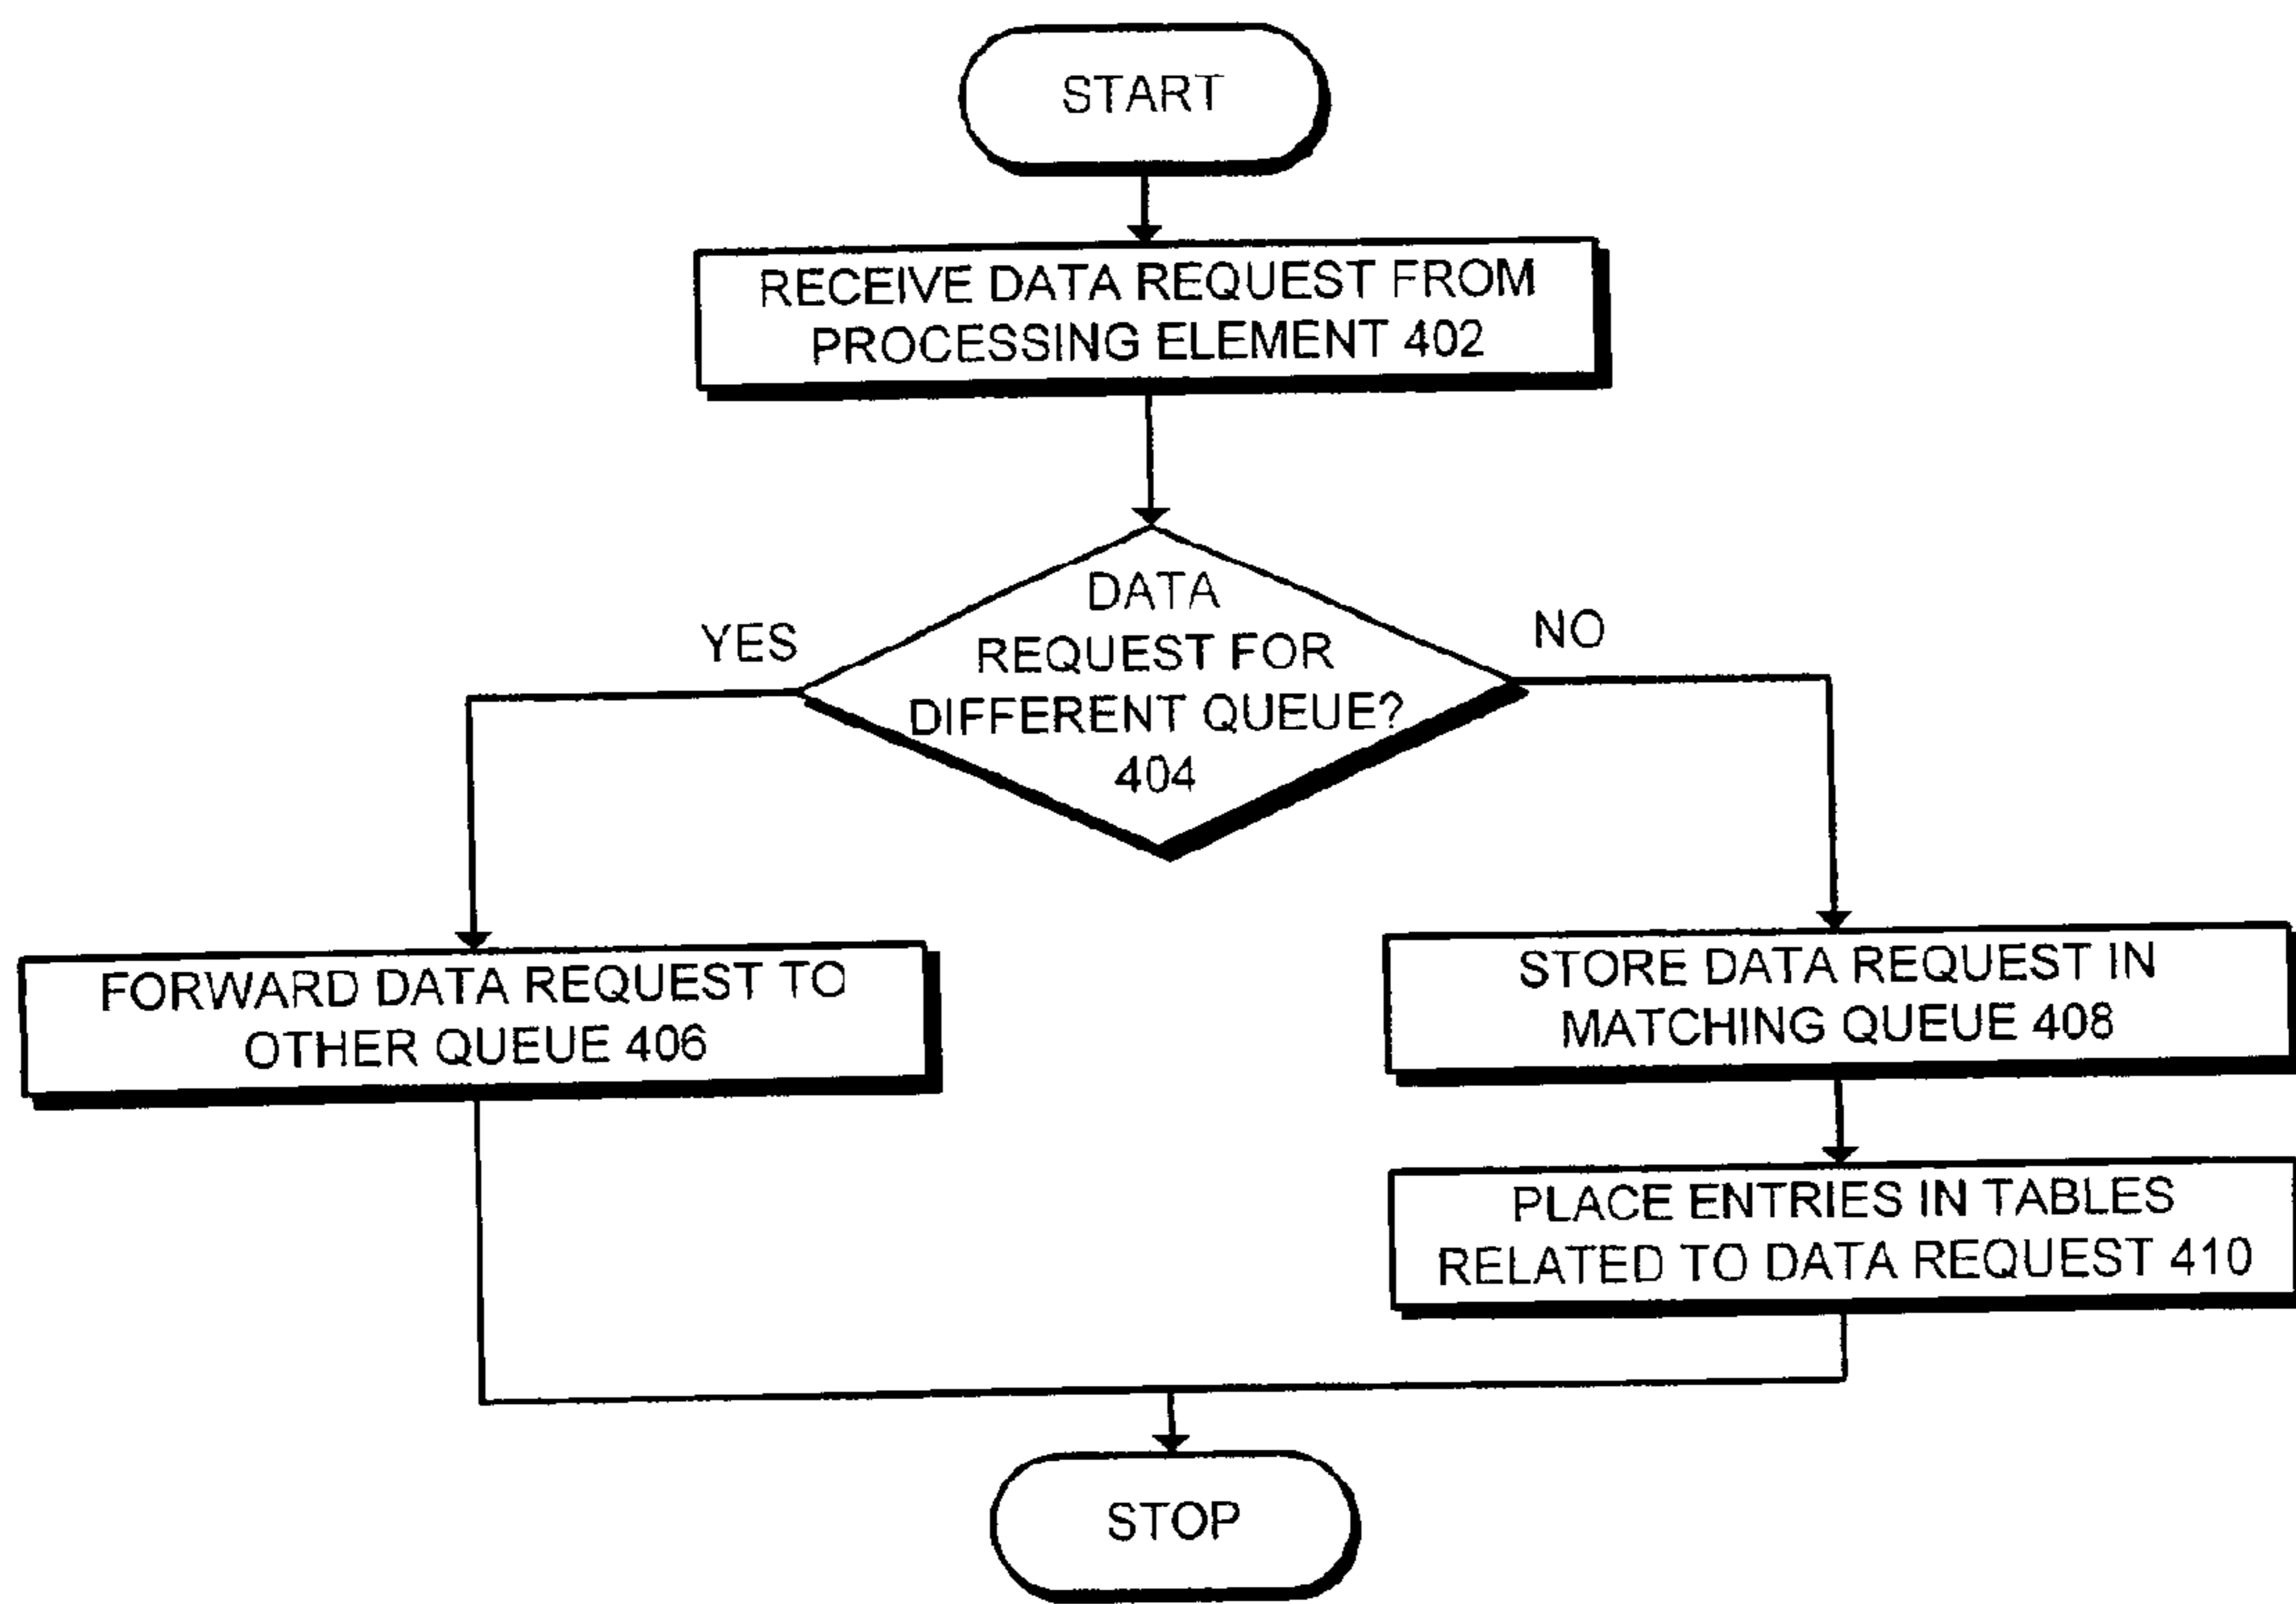 START
RECEIVE DATA REQUEST FROM
PROCESSING ELEMENT 402
DATA
REQUEST FOR
DIFFERENT QUEUE?
404
YES
NO
FORWARD DATA REQUEST TO
OTHER QUEUE 406
STORE DATA REQUEST IN
MATCHING QUEUE 408
PLACE ENTRIES IN TABLES
RELATED TO DATA REQUEST 410
STOP